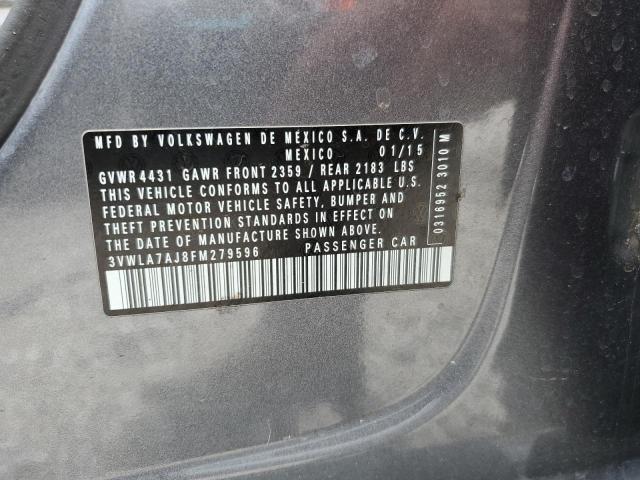 MFD BY VOLKSWAGEN DE MEXICO S.A. DE C.V.
MEXICO 01/15
GVWR 4431 GAWR FRONT 2359 / REAR 2183 LBS
THIS VEHICLE CONFORMS TO ALL APPLICABLE U.S.
FEDERAL MOTOR VEHICLE SAFETY, BUMPER AND
THEFT PREVENTION STANDARDS IN EFFECT ON
THE DATE OF MANUFACTURE SHOWN ABOVE.
3VWLA7AJ8FM279596 PASSENGER CAR
0316952 3010 M